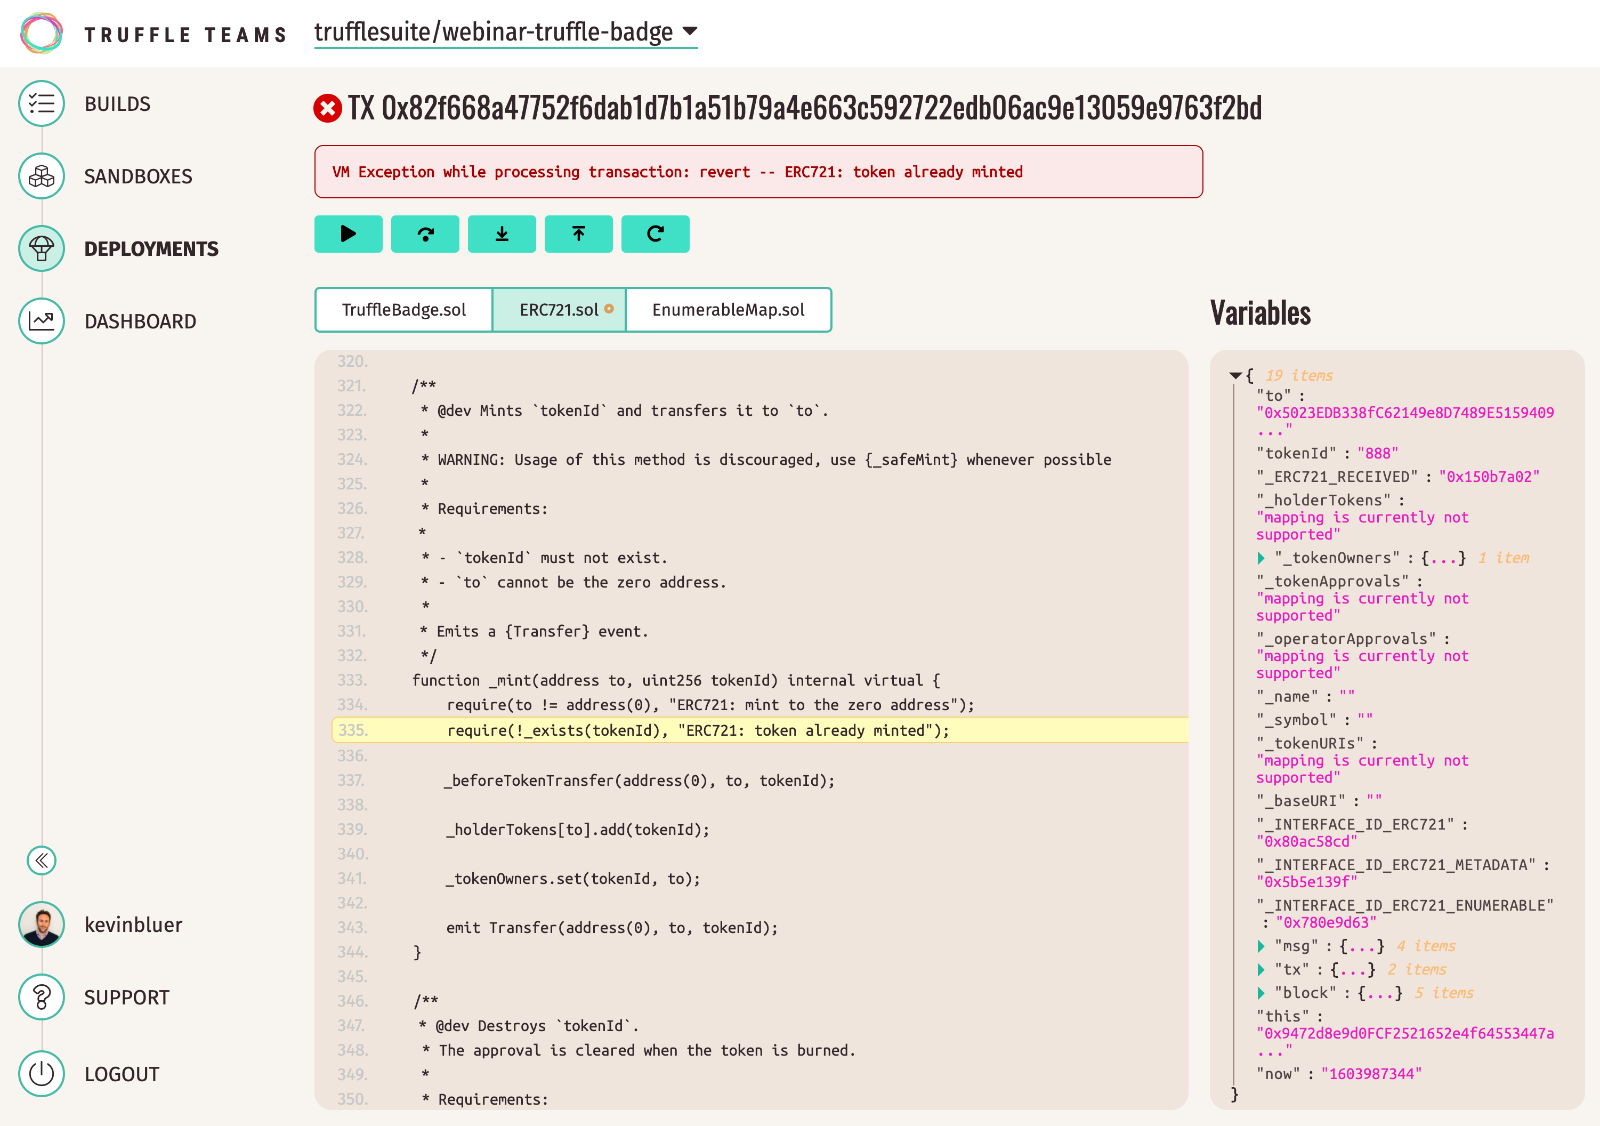 TRUFFLE TEAMS
trufflesuite/webinar-truffle-badge
BUILDS
SANDBOXES
DEPLOYMENTS
DASHBOARD
kevinbluer
SUPPORT
LOGOUT
TX 0x82f668a47752f6dab1d7b1a51b79a4e663c592722edb06ac9e13059e9763f2bd
VM Exception while processing transaction: revert -- ERC721: token already minted
TruffleBadge.sol
ERC721.sol
EnumerableMap.sol
320.
321. /**
322. * @dev Mints `tokenId` and transfers it to `to`.
323. *
324. * WARNING: Usage of this method is discouraged, use {_safeMint} whenever possible
325. *
326. * Requirements:
327. *
328. * - `tokenId` must not exist.
329. * - `to` cannot be the zero address.
330. *
331. * Emits a {Transfer} event.
332. */
333. function _mint(address to, uint256 tokenId) internal virtual {
334. require(to != address(0), "ERC721: mint to the zero address");
335. require(!_exists(tokenId), "ERC721: token already minted");
336.
337. _beforeTokenTransfer(address(0), to, tokenId);
338.
339. _holderTokens[to].add(tokenId);
340.
341. _tokenOwners.set(tokenId, to);
342.
343. emit Transfer(address(0), to, tokenId);
344. }
345.
346. /**
347. * @dev Destroys `tokenId`.
348. * The approval is cleared when the token is burned.
349. *
350. * Requirements:
Variables
{ 19 items
"to" :
"0x5023EDB338fC62149e8D7489E5159409
..."
"tokenId" : "888"
"_ERC721_RECEIVED" : "0x150b7a02"
"_holderTokens" :
"mapping is currently not
supported"
"_tokenOwners" : {...} 1 item
"_tokenApprovals" :
"mapping is currently not
supported"
"_operatorApprovals" :
"mapping is currently not
supported"
"_name" : ""
"_symbol" : ""
"_tokenURIs" :
"mapping is currently not
supported"
"_baseURI" : ""
"_INTERFACE_ID_ERC721" :
"0x80ac58cd"
"_INTERFACE_ID_ERC721_METADATA" :
"0x5b5e139f"
"_INTERFACE_ID_ERC721_ENUMERABLE"
: "0x780e9d63"
"msg" : {...} 4 items
"tx" : {...} 2 items
"block" : {...} 5 items
"this" :
"0x9472d8e9d0FCF2521652e4f64553447a
..."
"now" : "1603987344"
}